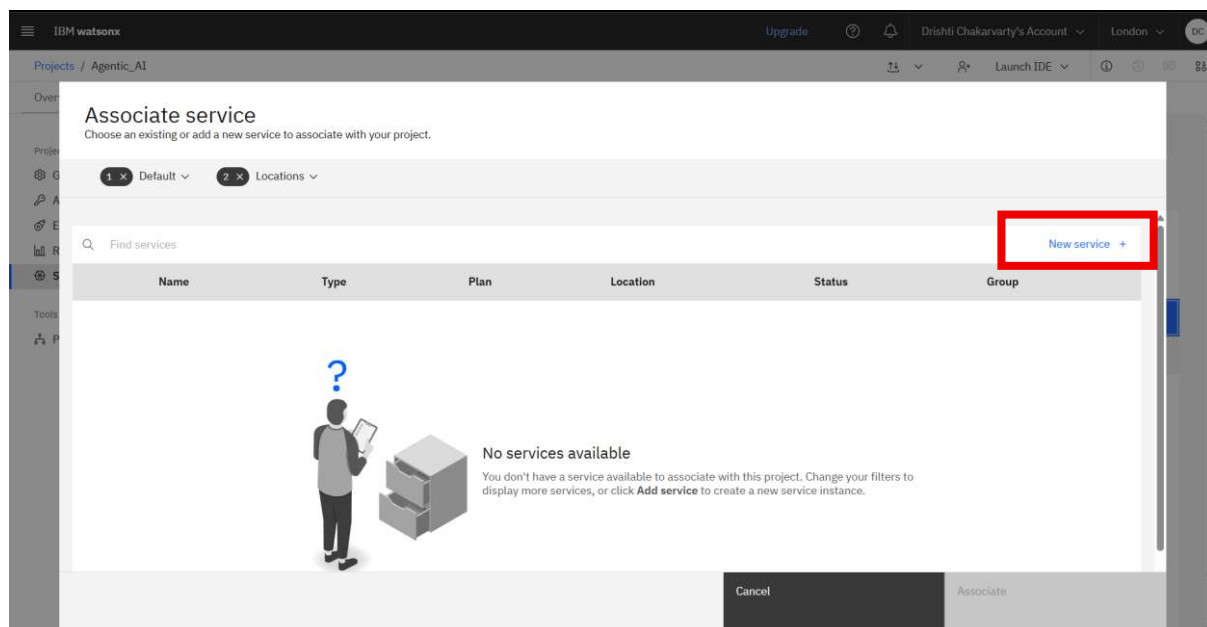 IBM watsonx
Upgrade
Drishti Chakarvarty's Account
London
DC
Projects / Agentic_AI
Launch IDE
Over
Associate service
Choose an existing or add a new service to associate with your project.
Proje
G
1 × Default
2 × Locations
A
E
R
S
Find services
New service +
Name Type Plan Location Status Group
Tools
P
?
No services available
You don't have a service available to associate with this project. Change your filters to
display more services, or click Add service to create a new service instance.
Cancel
Associate